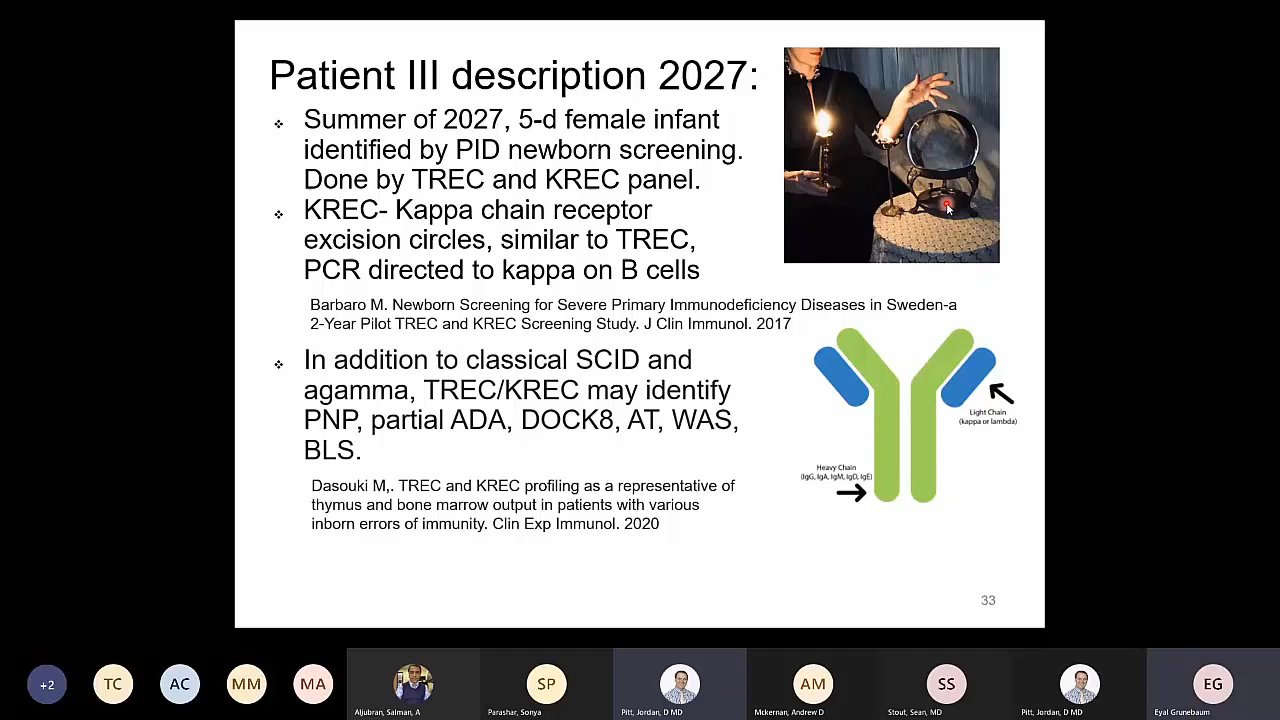 Patient III description 2027:
Summer of 2027, 5-d female infant
identified by PID newborn screening.
Done by TREC and KREC panel.
KREC- Kappa chain receptor
excision circles, similar to TREC,
PCR directed to kappa on B cells
Barbaro M. Newborn Screening for Severe Primary Immunodeficiency Diseases in Sweden-a
2-Year Pilot TREC and KREC Screening Study. J Clin Immunol. 2017
In addition to classical SCID and
agamma, TREC/KREC may identify
PNP, partial ADA, DOCK8, AT, WAS,
BLS.
Dasouki M,. TREC and KREC profiling as a representative of
thymus and bone marrow output in patients with various
inborn errors of immunity. Clin Exp Immunol. 2020
Light Chain
(kappa or lambda)
Heavy Chain
(IgG, IgA, IgM, IgD, IgE)
33
+2
TC
AC
MM
MA
SP
AM
SS
EG
Aljubran, Salman, A
Parashar, Sonya
Pitt, Jordan, D MD
Mckernan, Andrew D
Stout, Sean, MD
Pitt, Jordan, D MD
Eyal Grunebaum